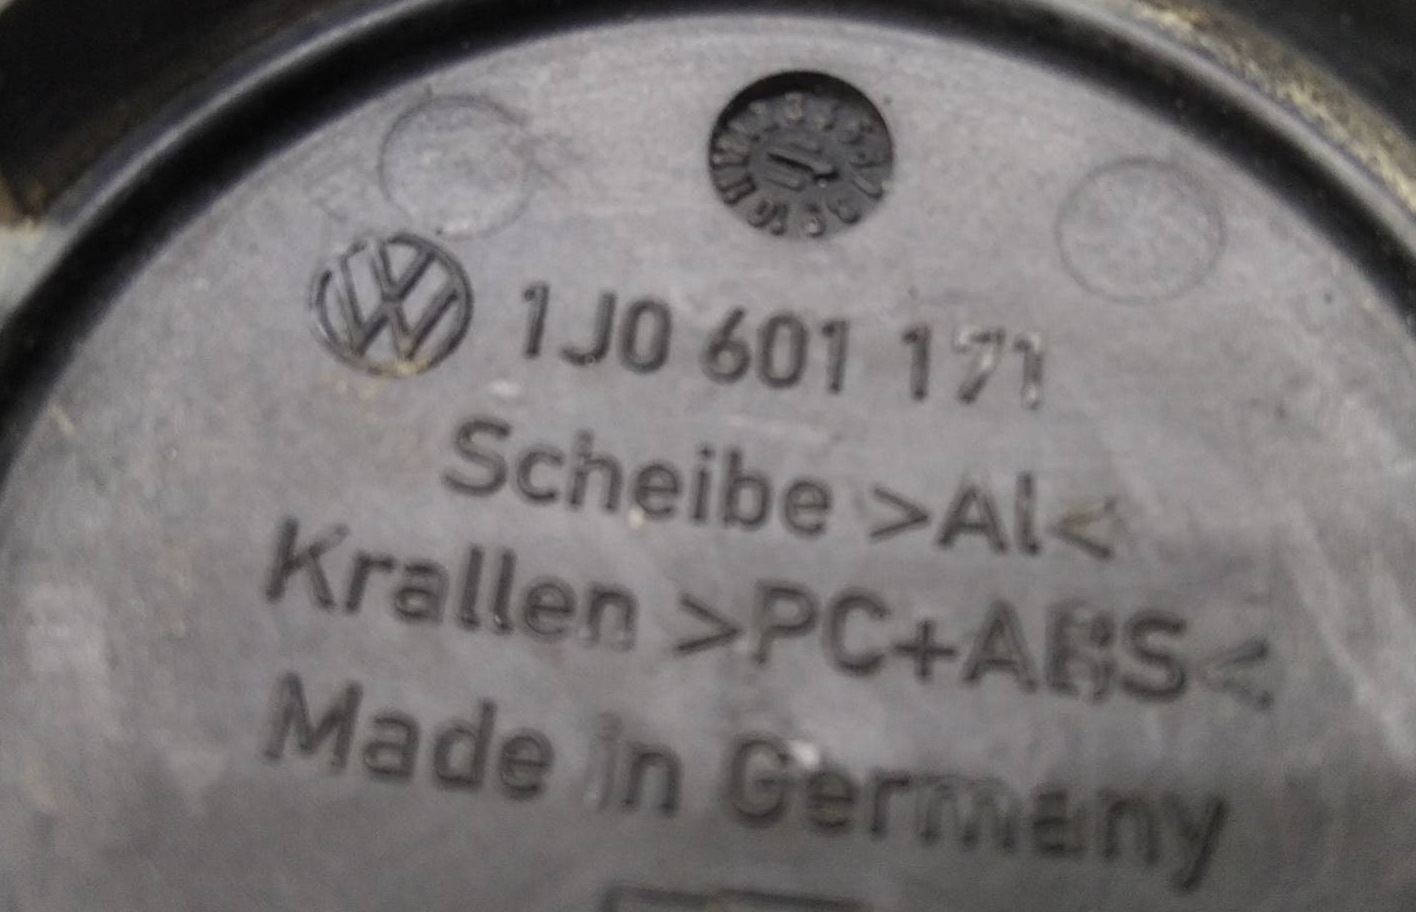 1J0 601 171
Scheibe >Al<
Krallen >PC+ABS<
Made in Germany